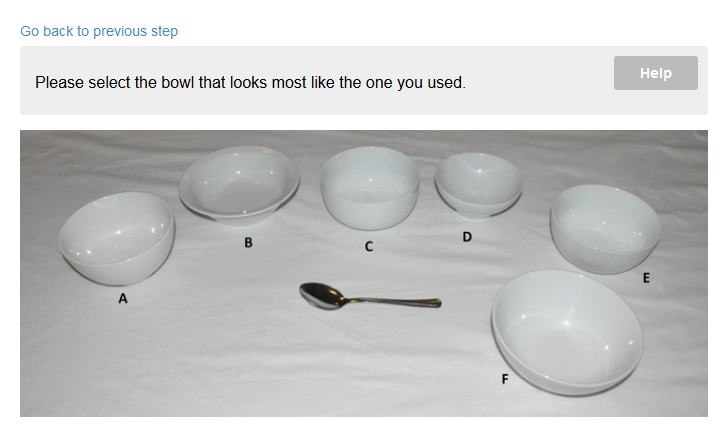 Go back to previous step
Please select the bowl that looks most like the one you used.
Help
B
C
D
E
A
F